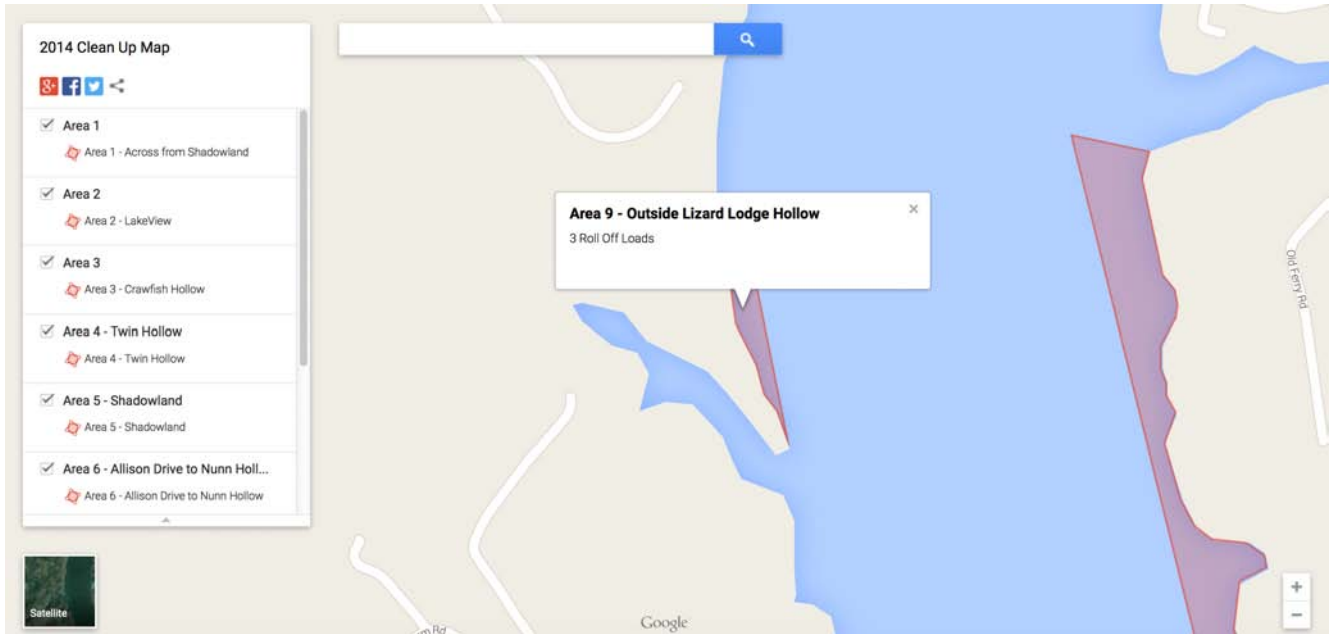 2014 Clean Up Map
Area 1
Area 1 - Across from Shadowland
Area 2
Area 2 - LakeView
Area 3
Area 3 - Crawfish Hollow
Area 4 - Twin Hollow
Area 4 - Twin Hollow
Area 5 - Shadowland
Area 5 - Shadowland
Area 6 - Allison Drive to Nunn Holl...
Area 6 - Allison Drive to Nunn Hollow
Satellite
Area 9 - Outside Lizard Lodge Hollow
3 Roll Off Loads
Old Ferry Rd
Rd
Google